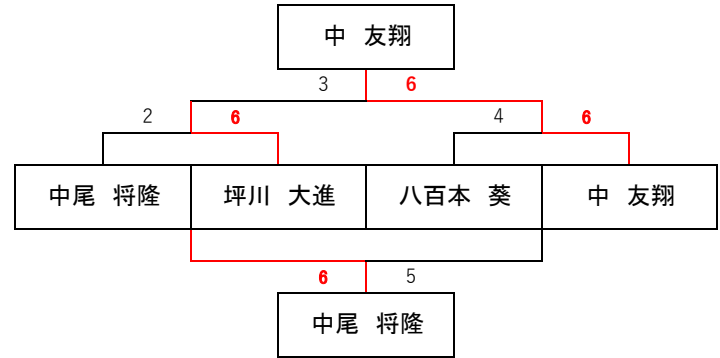 中 友翔
3 6
2 6 4 6
中尾 将隆 坪川 大進 八百本 葵 中 友翔
6 5
中尾 将隆